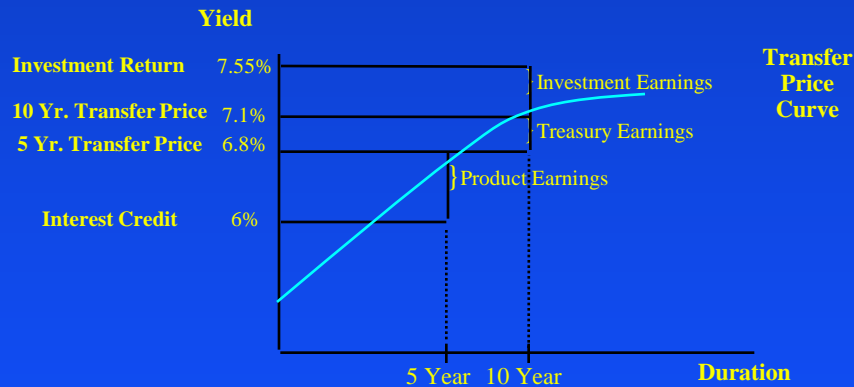 Yield
Investment Return 7.55%
Investment Earnings
Transfer
Price
Curve
10 Yr. Transfer Price 7.1%
Treasury Earnings
5 Yr. Transfer Price 6.8%
Product Earnings
Interest Credit 6%
5 Year 10 Year Duration